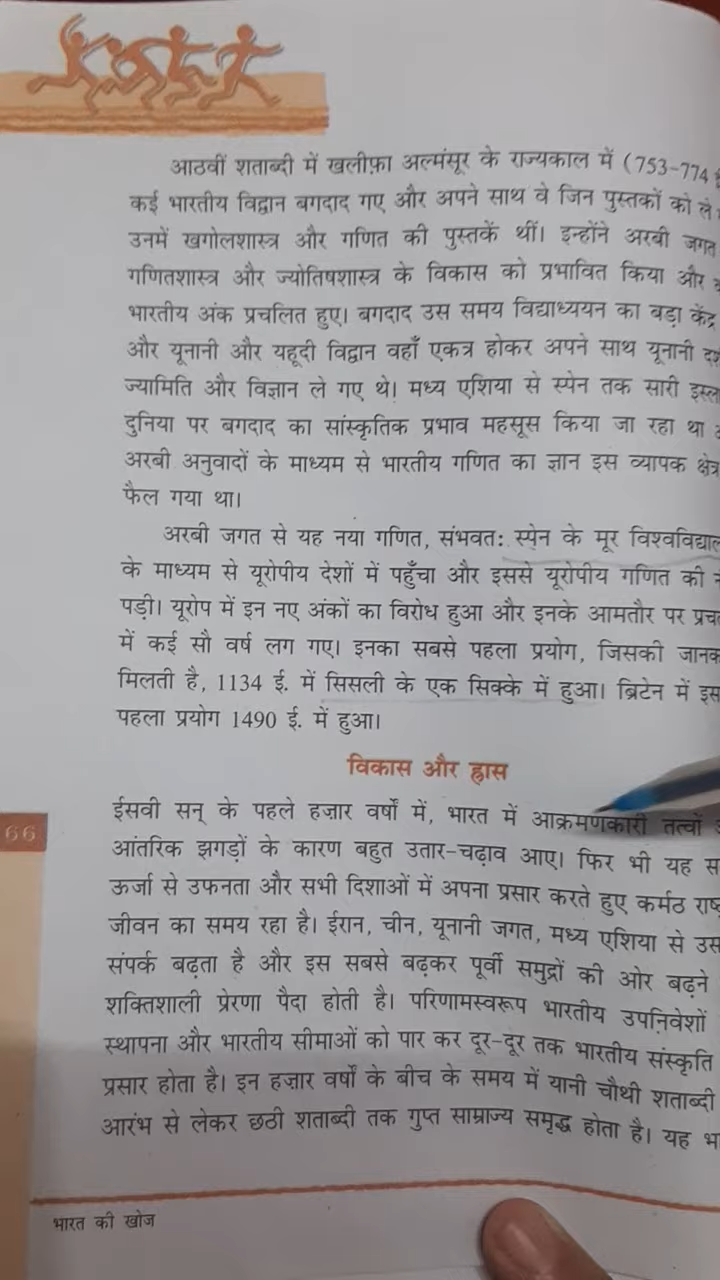 आठवीं शताब्दी में खलीफ़ा अल्मंसूर के राज्यकाल में (753-774
कई भारतीय विद्वान बगदाद गए और अपने साथ वे जिन पुस्तकों को ले
उनमें खगोलशास्त्र और गणित की पुस्तकें थीं। इन्होंने अरबी जगत
गणितशास्त्र और ज्योतिषशास्त्र के विकास को प्रभावित किया और
भारतीय अंक प्रचलित हुए। बगदाद उस समय विद्याध्ययन का बड़ा केंद्र
और यूनानी और यहूदी विद्वान वहाँ एकत्र होकर अपने साथ यूनानी
ज्यामिति और विज्ञान ले गए थे। मध्य एशिया से स्पेन तक सारी
दुनिया पर बगदाद का सांस्कृतिक प्रभाव महसूस किया जा रहा था
अरबी अनुवादों के माध्यम से भारतीय गणित का ज्ञान इस व्यापक क्षेत्र
फैल गया था।
अरबी जगत से यह नया गणित, संभवत: स्पेन के मूर
के माध्यम से यूरोपीय देशों में पहुँचा और इससे यूरोपीय गणित की
पड़ी। यूरोप में इन नए अंकों का विरोध हुआ और इनके आमतौर पर
में कई सौ वर्ष लग गए। इनका सबसे पहला प्रयोग, जिसकी
मिलती है, 1134 ई. में सिसली के एक सिक्के में हुआ। ब्रिटेन में
पहला प्रयोग 1490 ई. में हुआ।
विकास और ह्रास
ईसवी सन् के पहले हज़ार वर्षों में, भारत में आक्रमणकारी तत्वों
66
आंतरिक झगड़ों के कारण बहुत उतार-चढ़ाव आए। फिर भी यह
ऊर्जा से उफनता और सभी दिशाओं में अपना प्रसार करते हुए कर्मठ
जीवन का समय रहा है। ईरान, चीन, यूनानी जगत, मध्य एशिया से
संपर्क बढ़ता है और इस सबसे बढ़कर पूर्वी समुद्रों की ओर बढ़ने
शक्तिशाली प्रेरणा पैदा होती है। परिणामस्वरूप भारतीय उपनिवेशों
स्थापना और भारतीय सीमाओं को पार कर दूर-दूर तक भारतीय संस्कृति
प्रसार होता है। इन हज़ार वर्षों के बीच के समय में यानी चौथी शताब्दी
आरंभ से लेकर छठी शताब्दी तक गुप्त साम्राज्य समृद्ध होता है। यह
भारत की खोज